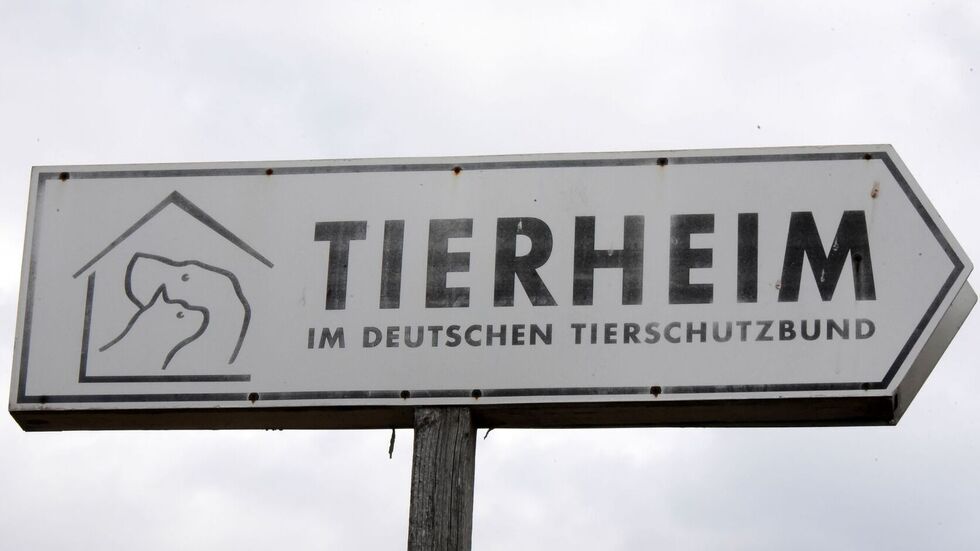 TIERHEIM
IM DEUTSCHEN TIERSCHUTZBUND